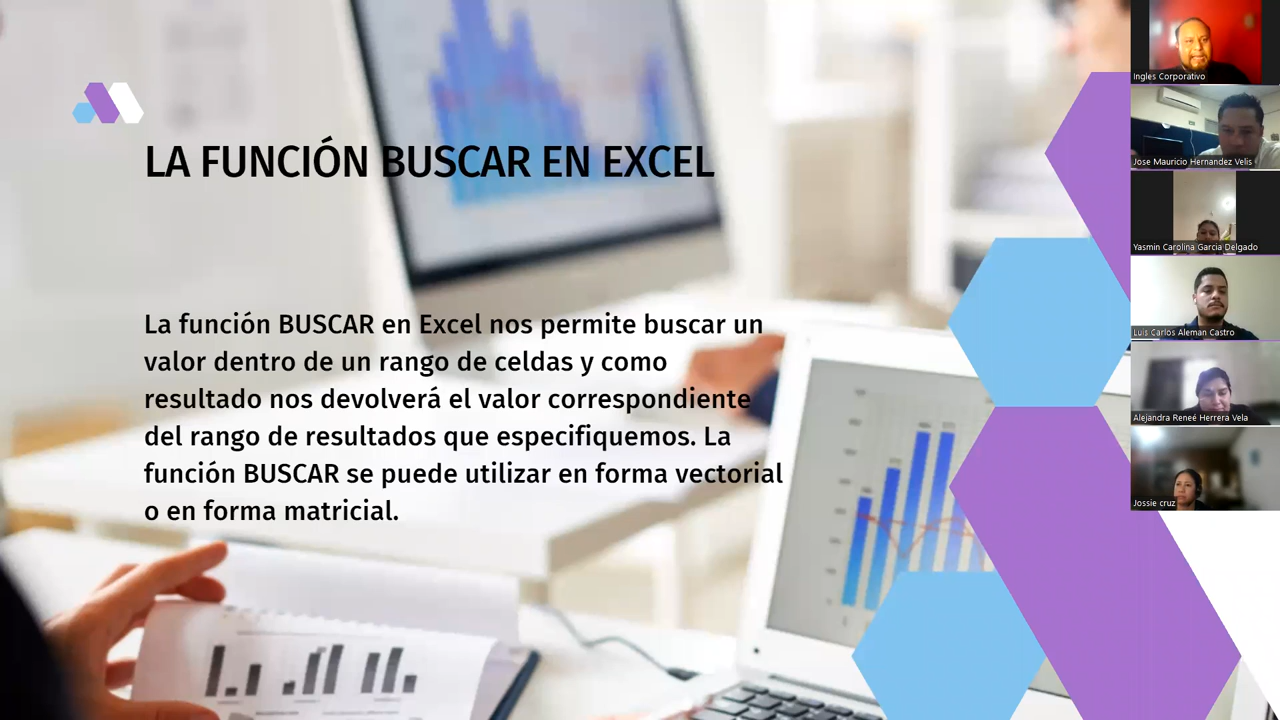 LA FUNCIÓN BUSCAR EN EXCEL
La función BUSCAR en Excel nos permite buscar un
valor dentro de un rango de celdas y como
resultado nos devolverá el valor correspondiente
del rango de resultados que especifiquemos. La
función BUSCAR se puede utilizar en forma vectorial
o en forma matricial.
Ingles Corporativo
Jose Mauricio Hernandez Velis
Yasmin Carolina Garcia Delgado
Luis Carlos Aleman Castro
Alejandra Reneé Herrera Vela
Jossie cruz